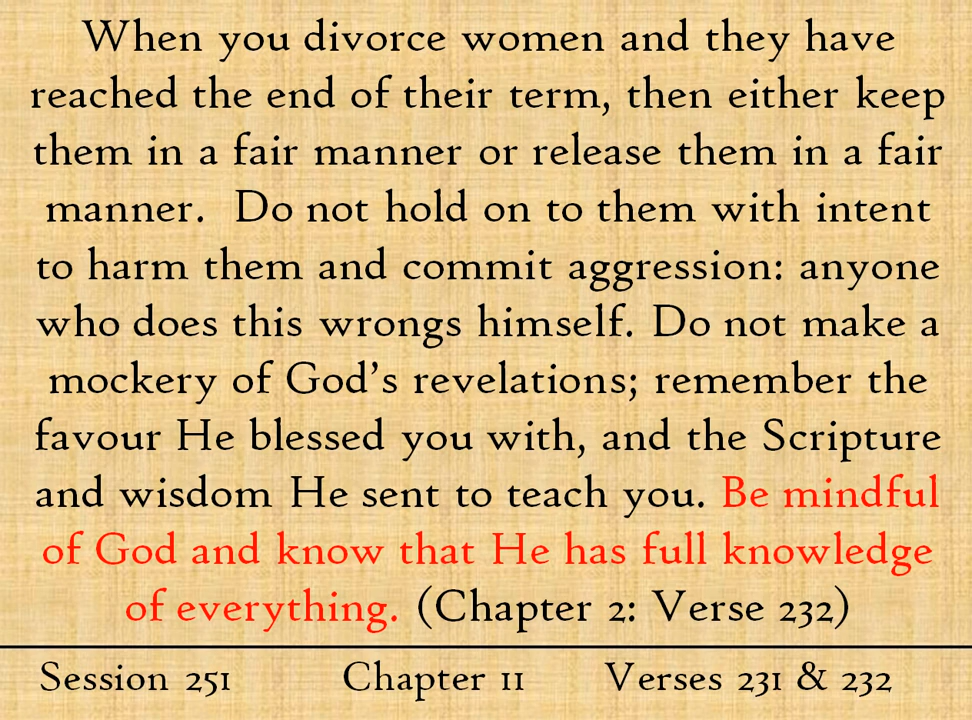 When you divorce women and they have
reached the end of their term, then either keep
them in a fair manner or release them in a fair
manner.  Do not hold on to them with intent
to harm them and commit aggression: anyone
who does this wrongs himself. Do not make a
mockery of God’s revelations; remember the
favour He blessed you with, and the Scripture
and wisdom He sent to teach you. Be mindful
of God and know that He has full knowledge
of everything. (Chapter 2: Verse 232)
Session 251 Chapter 11 Verses 231 & 232